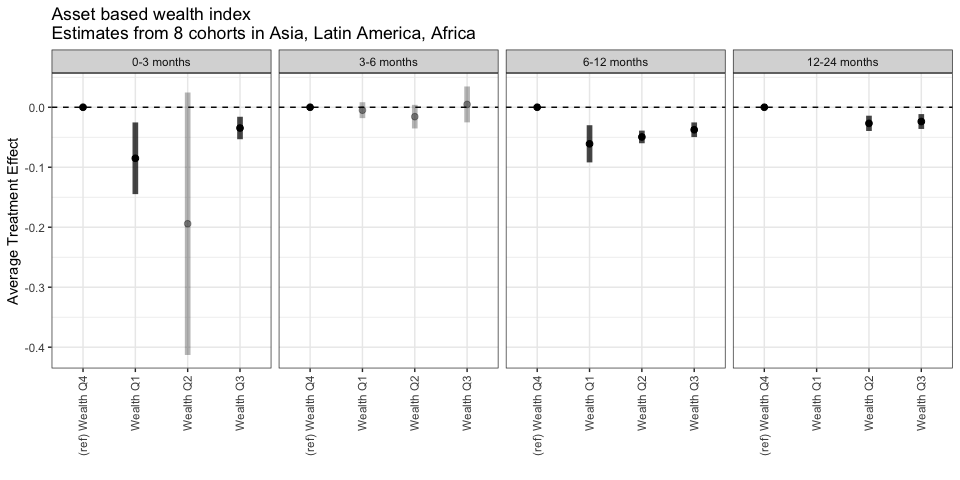 Asset based wealth index
Estimates from 8 cohorts in Asia, Latin America, Africa
0-3 months
3-6 months
6-12 months
12-24 months
Average Treatment Effect
0.0
-0.1
-0.2
-0.3
-0.4
(ref) Wealth Q4
Wealth Q1
Wealth Q2
Wealth Q3
(ref) Wealth Q4
Wealth Q1
Wealth Q2
Wealth Q3
(ref) Wealth Q4
Wealth Q1
Wealth Q2
Wealth Q3
(ref) Wealth Q4
Wealth Q1
Wealth Q2
Wealth Q3